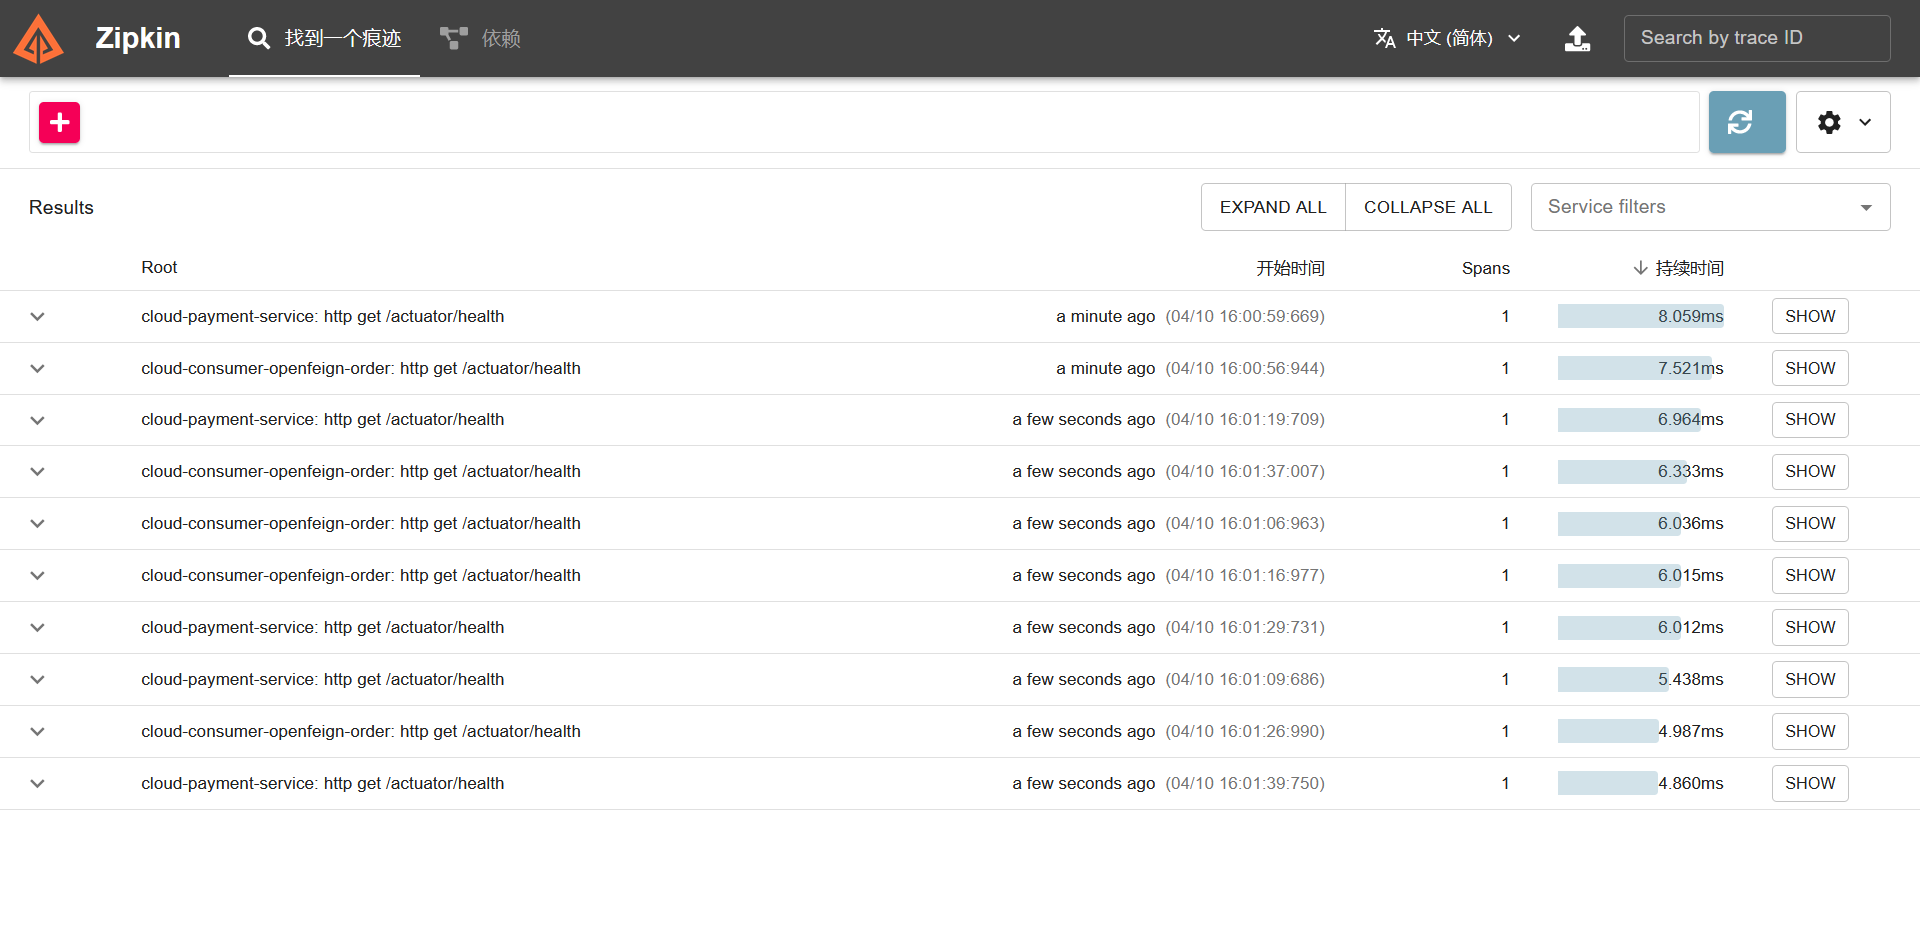 Zipkin 找到一个痕迹 依赖 中文 (简体) Search by trace ID
Results EXPAND ALL COLLAPSE ALL Service filters
Root 开始时间 Spans 持续时间
cloud-payment-service: http get /actuator/health a minute ago (04/10 16:00:59:669) 1 8.059ms SHOW
cloud-consumer-openfeign-order: http get /actuator/health a minute ago (04/10 16:00:56:944) 1 7.521ms SHOW
cloud-payment-service: http get /actuator/health a few seconds ago (04/10 16:01:19:709) 1 6.964ms SHOW
cloud-consumer-openfeign-order: http get /actuator/health a few seconds ago (04/10 16:01:37:007) 1 6.333ms SHOW
cloud-consumer-openfeign-order: http get /actuator/health a few seconds ago (04/10 16:01:06:963) 1 6.036ms SHOW
cloud-consumer-openfeign-order: http get /actuator/health a few seconds ago (04/10 16:01:16:977) 1 6.015ms SHOW
cloud-payment-service: http get /actuator/health a few seconds ago (04/10 16:01:29:731) 1 6.012ms SHOW
cloud-payment-service: http get /actuator/health a few seconds ago (04/10 16:01:09:686) 1 5.438ms SHOW
cloud-consumer-openfeign-order: http get /actuator/health a few seconds ago (04/10 16:01:26:990) 1 4.987ms SHOW
cloud-payment-service: http get /actuator/health a few seconds ago (04/10 16:01:39:750) 1 4.860ms SHOW